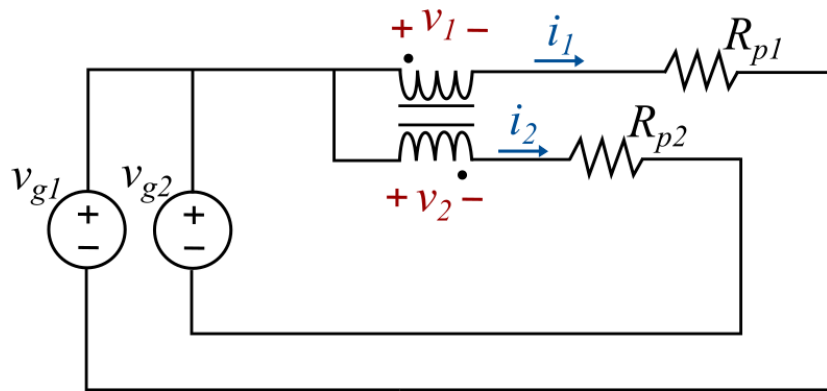 + v1 −
i1
Rp1
i2
Rp2
vg1
vg2
+
−
+
−
+ v2 −